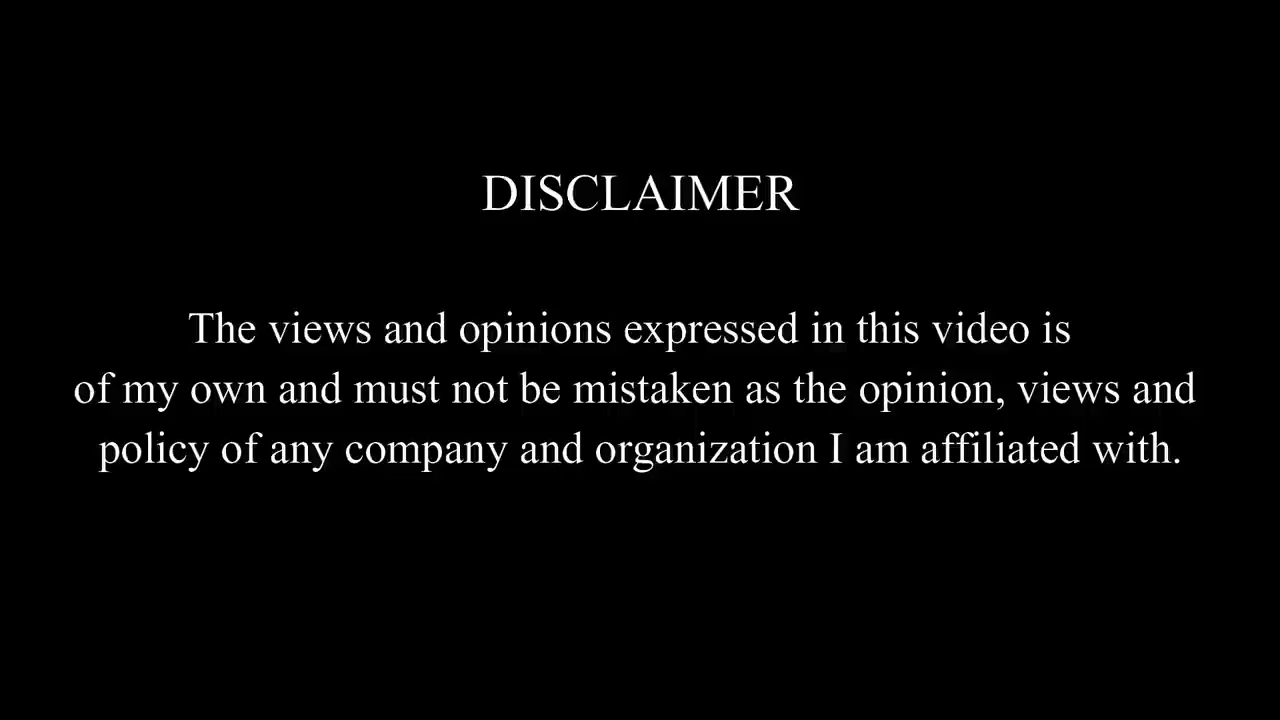 DISCLAIMER
The views and opinions expressed in this video is
of my own and must not be mistaken as the opinion, views and
policy of any company and organization I am affiliated with.